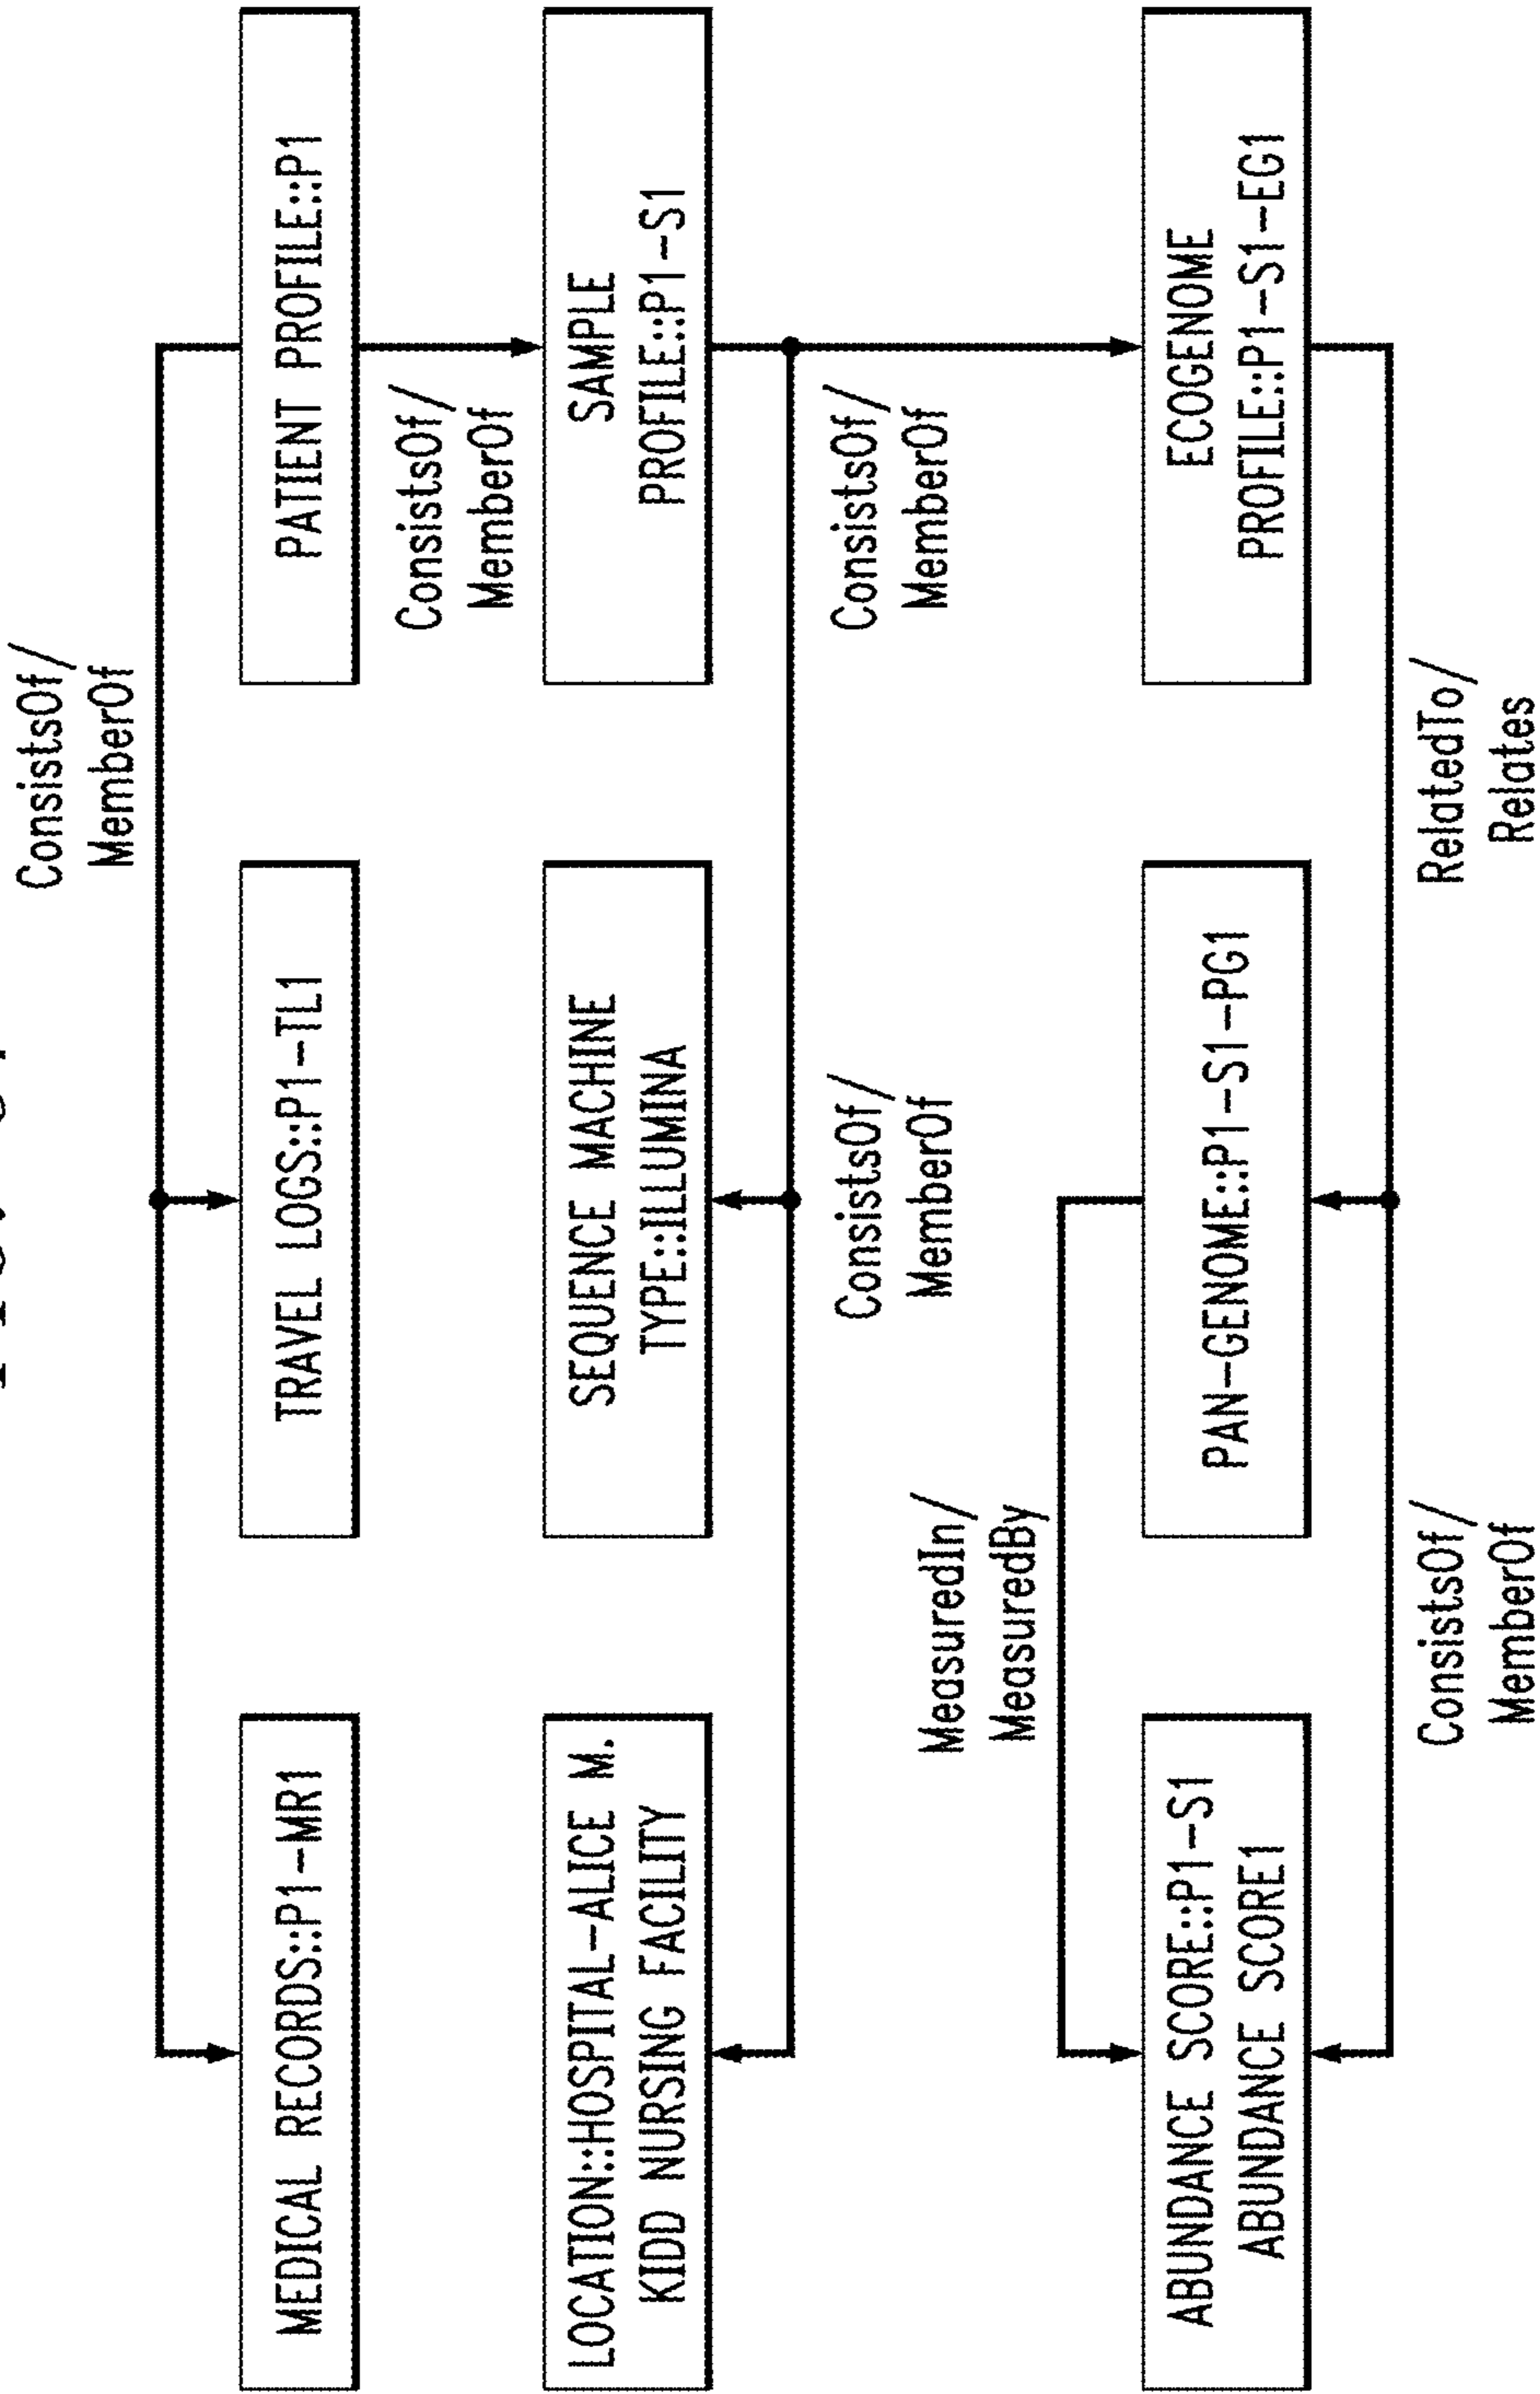 ConsistsOf/
MemberOf
MEDICAL RECORDS::P1-MR1
TRAVEL LOGS::P1-TL1
PATIENT PROFILE::P1
ConsistsOf/
MemberOf
LOCATION::HOSPITAL-ALICE M.
KIDD NURSING FACILITY
SEQUENCE MACHINE
TYPE::ILLUMINA
SAMPLE
PROFILE::P1-S1
ConsistsOf/
MemberOf
ConsistsOf/
MemberOf
MeasuredIn/
MeasuredBy
ABUNDANCE SCORE::P1-S1
ABUNDANCE SCORE1
PAN-GENOME::P1-S1-PG1
ECOGENOME
PROFILE::P1-S1-EG1
ConsistsOf/
MemberOf
RelatedTo/
Relates